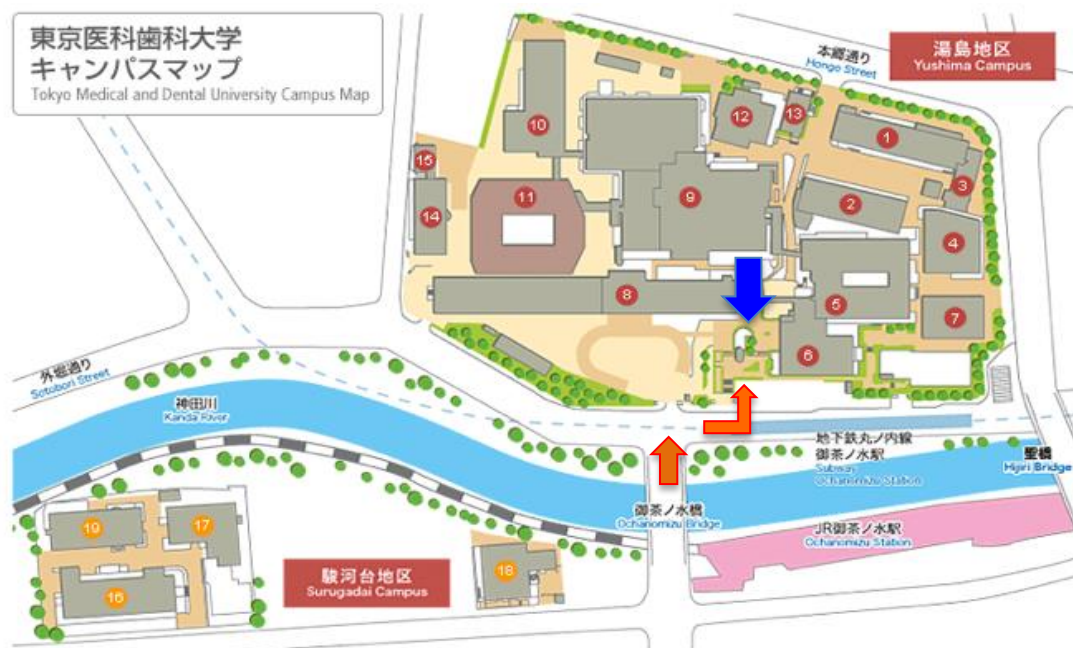 東京医科歯科大学
キャンパスマップ
Tokyo Medical and Dental University Campus Map
本郷通り
Hongo Street
湯島地区
Yushima Campus
10
12
13
1
15
3
11
9
2
14
4
8
5
7
6
外堀通り
Sotobori Street
神田川
Kanda River
地下鉄丸ノ内線
御茶ノ水駅
Subway
Ochanomizu Station
聖橋
Hijiri Bridge
御茶ノ水橋
Ochanomizu Bridge
JR御茶ノ水駅
Ochanomizu Station
19
17
18
16
駿河台地区
Surugadai Campus